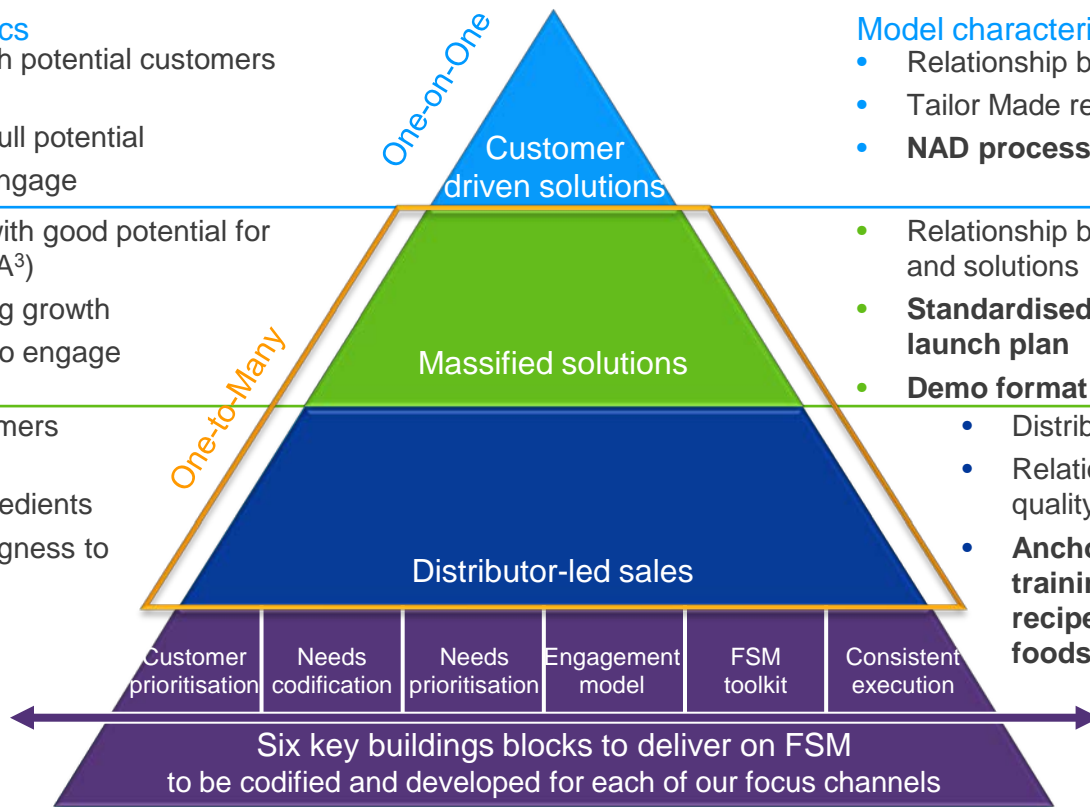 cs
h potential customers
ull potential
ngage
vith good potential for
A³)
g growth
o engage
mers
edients
gness to
One-on-One
One-to-Many
Customer
driven solutions
Massified solutions
Distributor-led sales
Customer
prioritisation
Needs
codification
Needs
prioritisation
Engagement
model
FSM
toolkit
Consistent
execution
Six key buildings blocks to deliver on FSM
to be codified and developed for each of our focus channels
Model characteri
• Relationship b
• Tailor Made re
• NAD process
• Relationship b
and solutions
• Standardised
launch plan
• Demo format
• Distrib
• Relatio
quality
• Ancho
trainin
recipe
foods